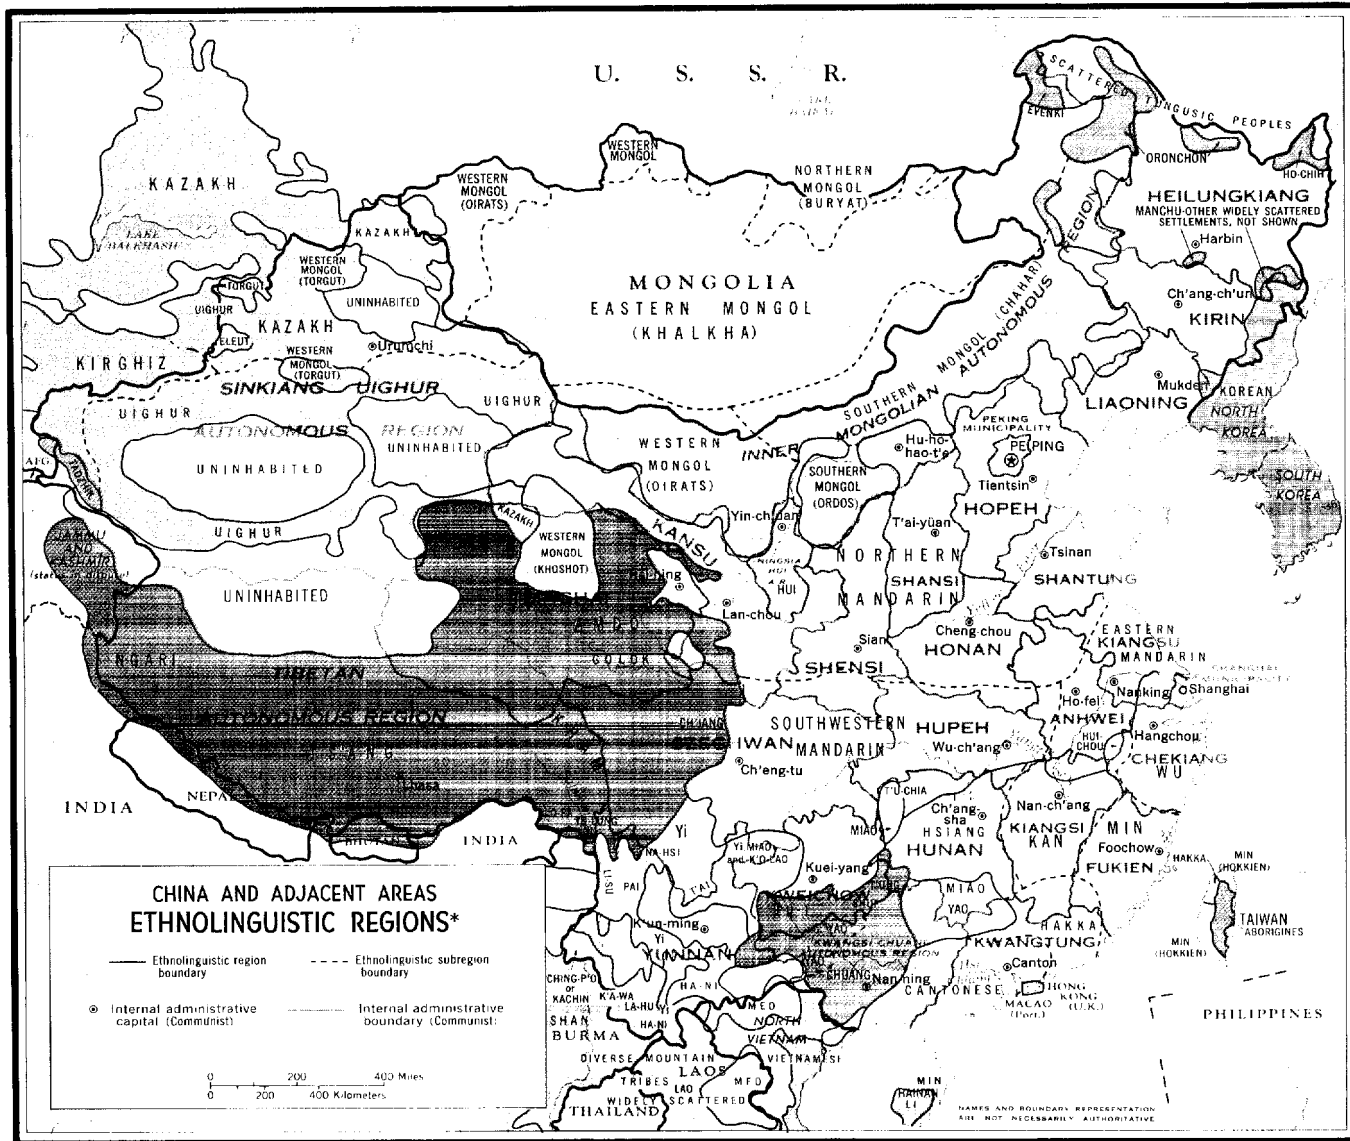 U. S. S. R.
SCATTERED TUNGUSIC PEOPLES
EVENKI
ORONCHON
HO-CHIH
WESTERN
MONGOL
WESTERN
MONGOL
(OIRATS)
NORTHERN
MONGOL
(BURYAT)
KAZAKH
LAKE
BALKHASH
KAZAKH
HEILUNGKIANG
MANCHU-OTHER WIDELY SCATTERED
SETTLEMENTS, NOT SHOWN
Harbin
WESTERN
MONGOL
(TORGUT)
TORGUT
UNINHABITED
UIGHUR
KAZAKH
ELEUT
Urumchi
MONGOLIA
EASTERN MONGOL
(KHALKHA)
Ch'ang-ch'un
KIRIN
KIRGHIZ
WESTERN
MONGOL
(TORGUT)
SINKIANG UIGHUR
AUTONOMOUS REGION
UIGHUR
UIGHUR
SOUTHERN MONGOL (CHAHAR)
INNER MONGOLIAN AUTONOMOUS REGION
Mukden
LIAONING
KOREAN
NORTH
KOREA
SOUTH
KOREA
UNINHABITED
UNINHABITED
AFG
TADZHIK
WESTERN
MONGOL
(OIRATS)
SOUTHERN
MONGOL
(ORDOS)
Hu-ho-
hao-t'e
PEKING
MUNICIPALITY
PEIPING
Tientsin
HOPEH
UIGHUR
KAZAKH
WESTERN
MONGOL
(KHOSHOT)
KANSU
Yin-ch'uan
T'ai-yüan
NINGSIA
HUI
A.R.
HUI
NORTHERN
SHANSI
MANDARIN
Tsinan
SHANTUNG
JAMMU
AND
KASHMIR
UNINHABITED
AMDO
GOLOK
Lan-chou
Sian
SHENSI
Cheng-chou
HONAN
EASTERN
KIANGSU
MANDARIN
SHANGHAI
MUNICIPALITY
Nanking
Shanghai
NGARI
TIBETAN
AUTONOMOUS REGION
Lhasa
CH'IANG
SZECHWAN
SOUTHWESTERN
MANDARIN
Ch'eng-tu
HUPEH
Wu-ch'ang
Ho-fei
ANHWEI
HUI-
CHOU
Hangchou
CHEKIANG
WU
INDIA
NEPAL
BHUTAN
INDIA
NA-HSI
Yi
T'U-CHIA
MIAO
Ch'ang-
sha
HSIANG
HUNAN
Nan-ch'ang
KIANGSI
KAN
MIN
Foochow
FUKIEN
HAKKA
MIN
(HOKKIEN)
TAIWAN
ABORIGINES
MIN
(HOKKIEN)
LI-SU
PAI
Yi MIAO
and K'O-LAO
Kuei-yang
KWEICHOW
MIAO
YAO
HAKKA
K'un-ming
Yi
YUNNAN
YAO
KWANGSI CHUANG
AUTONOMOUS REGION
CHUANG
Nan-ning
KWANGTUNG
Canton
CANTONESE
MACAO
(Port.)
HONG
KONG
(U.K.)
PHILIPPINES
CHING-P'O
or
KACHIN
K'A-WA
LA-HU
HA-NI
HA-NI
SHAN
BURMA
MEO
NORTH
VIETNAM
VIETNAMESE
DIVERSE MOUNTAIN
LAOS
TRIBES
LAO
MEO
WIDELY SCATTERED
THAILAND
MIN
HAINAN
LI
CHINA AND ADJACENT AREAS
ETHNOLINGUISTIC REGIONS*
Ethnolinguistic region
boundary
Ethnolinguistic subregion
boundary
Internal administrative
capital (Communist)
Internal administrative
boundary (Communist)
0 200 400 Miles
0 200 400 Kilometers
NAMES AND BOUNDARY REPRESENTATION
ARE NOT NECESSARILY AUTHORITATIVE